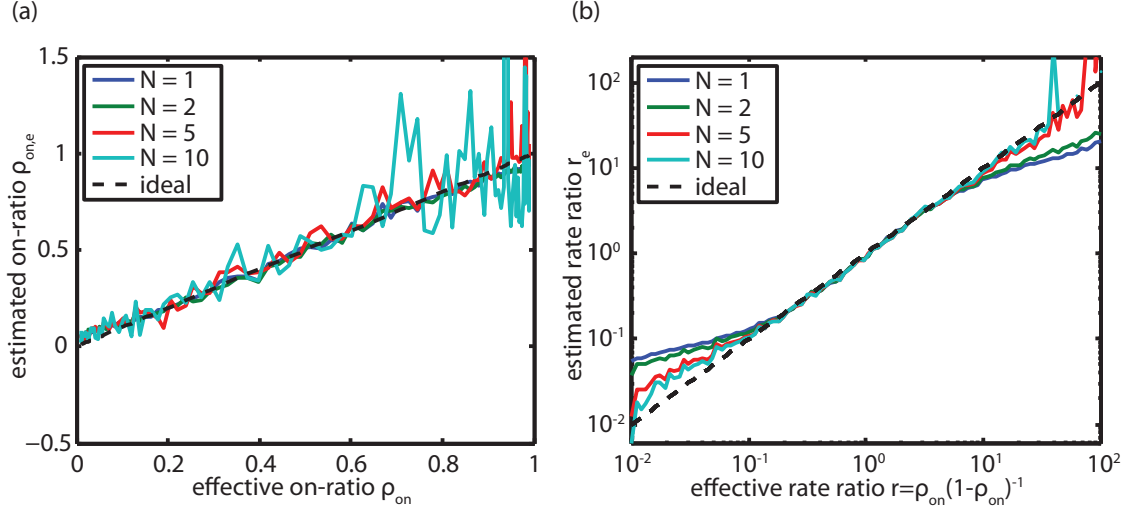 (a)
1.5
1
0.5
0
−0.5
estimated on-ratio ρon,e
N = 1
N = 2
N = 5
N = 10
ideal
0
0.2
0.4
0.6
0.8
1
effective on-ratio ρon
(b)
10²
10¹
10⁰
10⁻¹
10⁻²
estimated rate ratio re
N = 1
N = 2
N = 5
N = 10
ideal
10⁻²
10⁻¹
10⁰
10¹
10²
effective rate ratio r=ρon(1-ρon)⁻¹